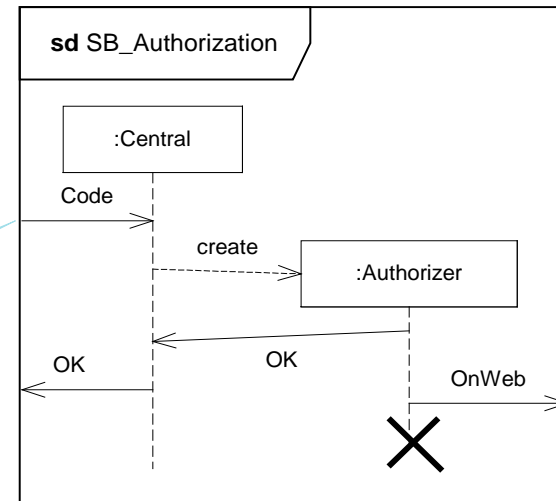 sd SB_Authorization
:Central
Code
create
:Authorizer
OK
OK
OnWeb